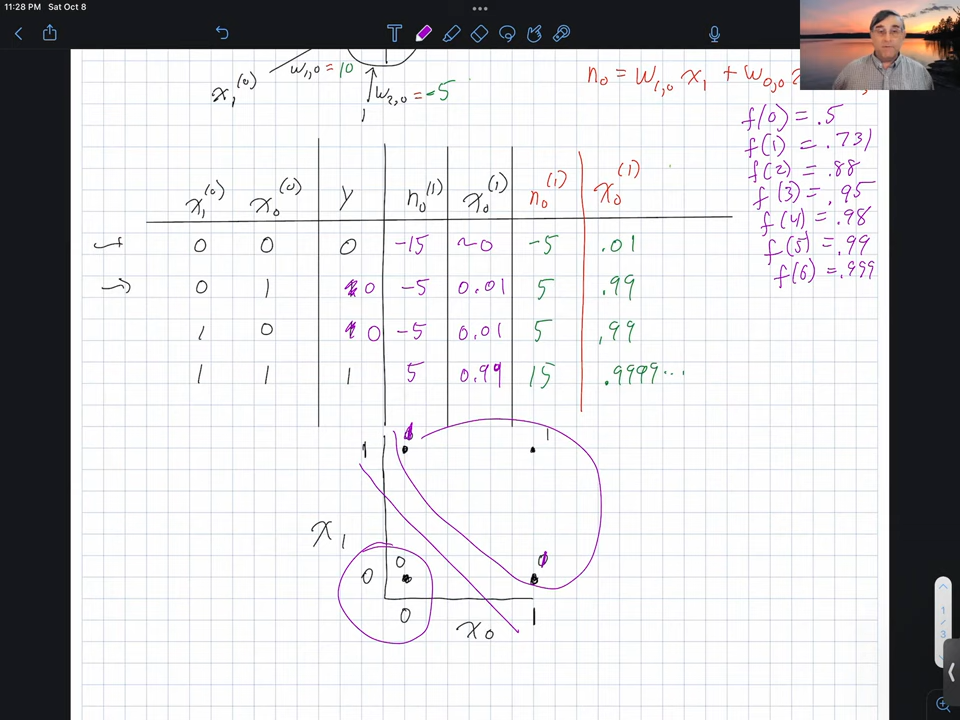 11:28 PM Sat Oct 8
w1,0 = 10
x1(0)
w2,0 = -5
1
n0 = w1,0 x1 + w0,0
f(0) = .5
f(1) = .731
f(2) = .88
f(3) = .95
f(4) = .98
f(5) = .99
f(6) = .999
x1(0) x0(0) y n0(1) x0(1) n0(1) x0(1)
0 0 0 -15 ~0 -5 .01
0 1 0 -5 0.01 5 .99
1 0 0 -5 0.01 5 .99
1 1 1 5 0.99 15 .9999...
1 1
x1
0 0
0 x0 1
1
/
3